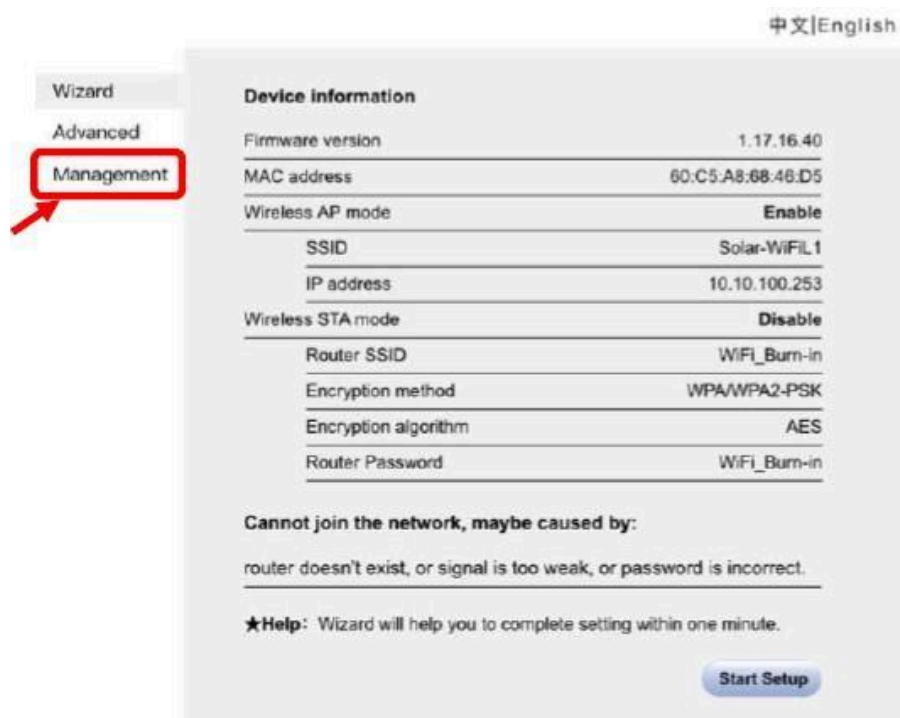 中文|English
Wizard
Advanced
Management
Device information
Firmware version 1.17.16.40
MAC address 60:C5:A8:68:46:D5
Wireless AP mode Enable
SSID Solar-WiFiL1
IP address 10.10.100.253
Wireless STA mode Disable
Router SSID WiFi_Burn-in
Encryption method WPA/WPA2-PSK
Encryption algorithm AES
Router Password WiFi_Burn-in
Cannot join the network, maybe caused by:
router doesn't exist, or signal is too weak, or password is incorrect.
★Help: Wizard will help you to complete setting within one minute.
Start Setup